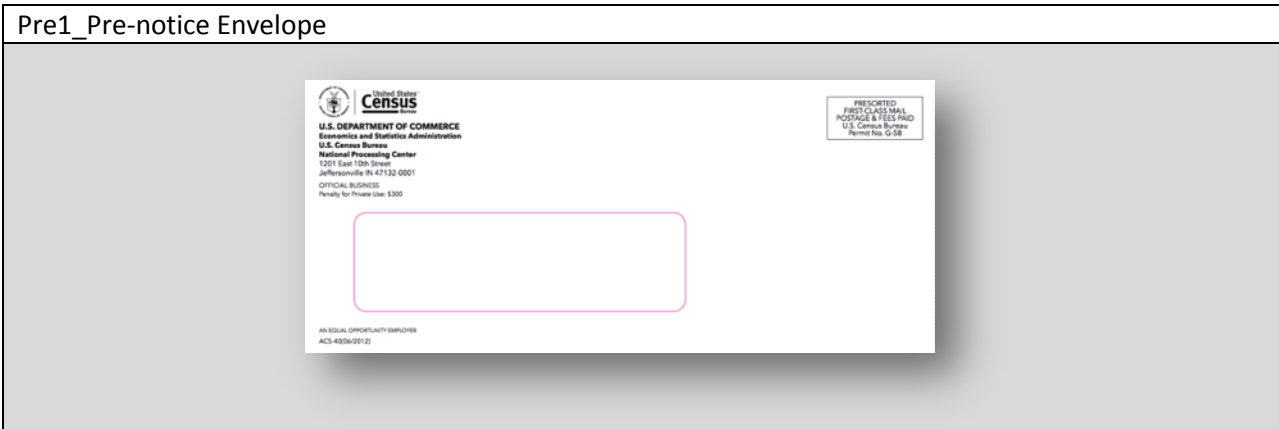 Pre1_Pre-notice Envelope
United States™
Census
Bureau
U.S. DEPARTMENT OF COMMERCE
Economics and Statistics Administration
U.S. Census Bureau
National Processing Center
1201 East 10th Street
Jeffersonville IN 47132-0001
OFFICIAL BUSINESS
Penalty for Private Use: $300
PRESORTED
FIRST-CLASS MAIL
POSTAGE & FEES PAID
U.S. Census Bureau
Permit No. G-58
AN EQUAL OPPORTUNITY EMPLOYER
ACS-40(06/2012)